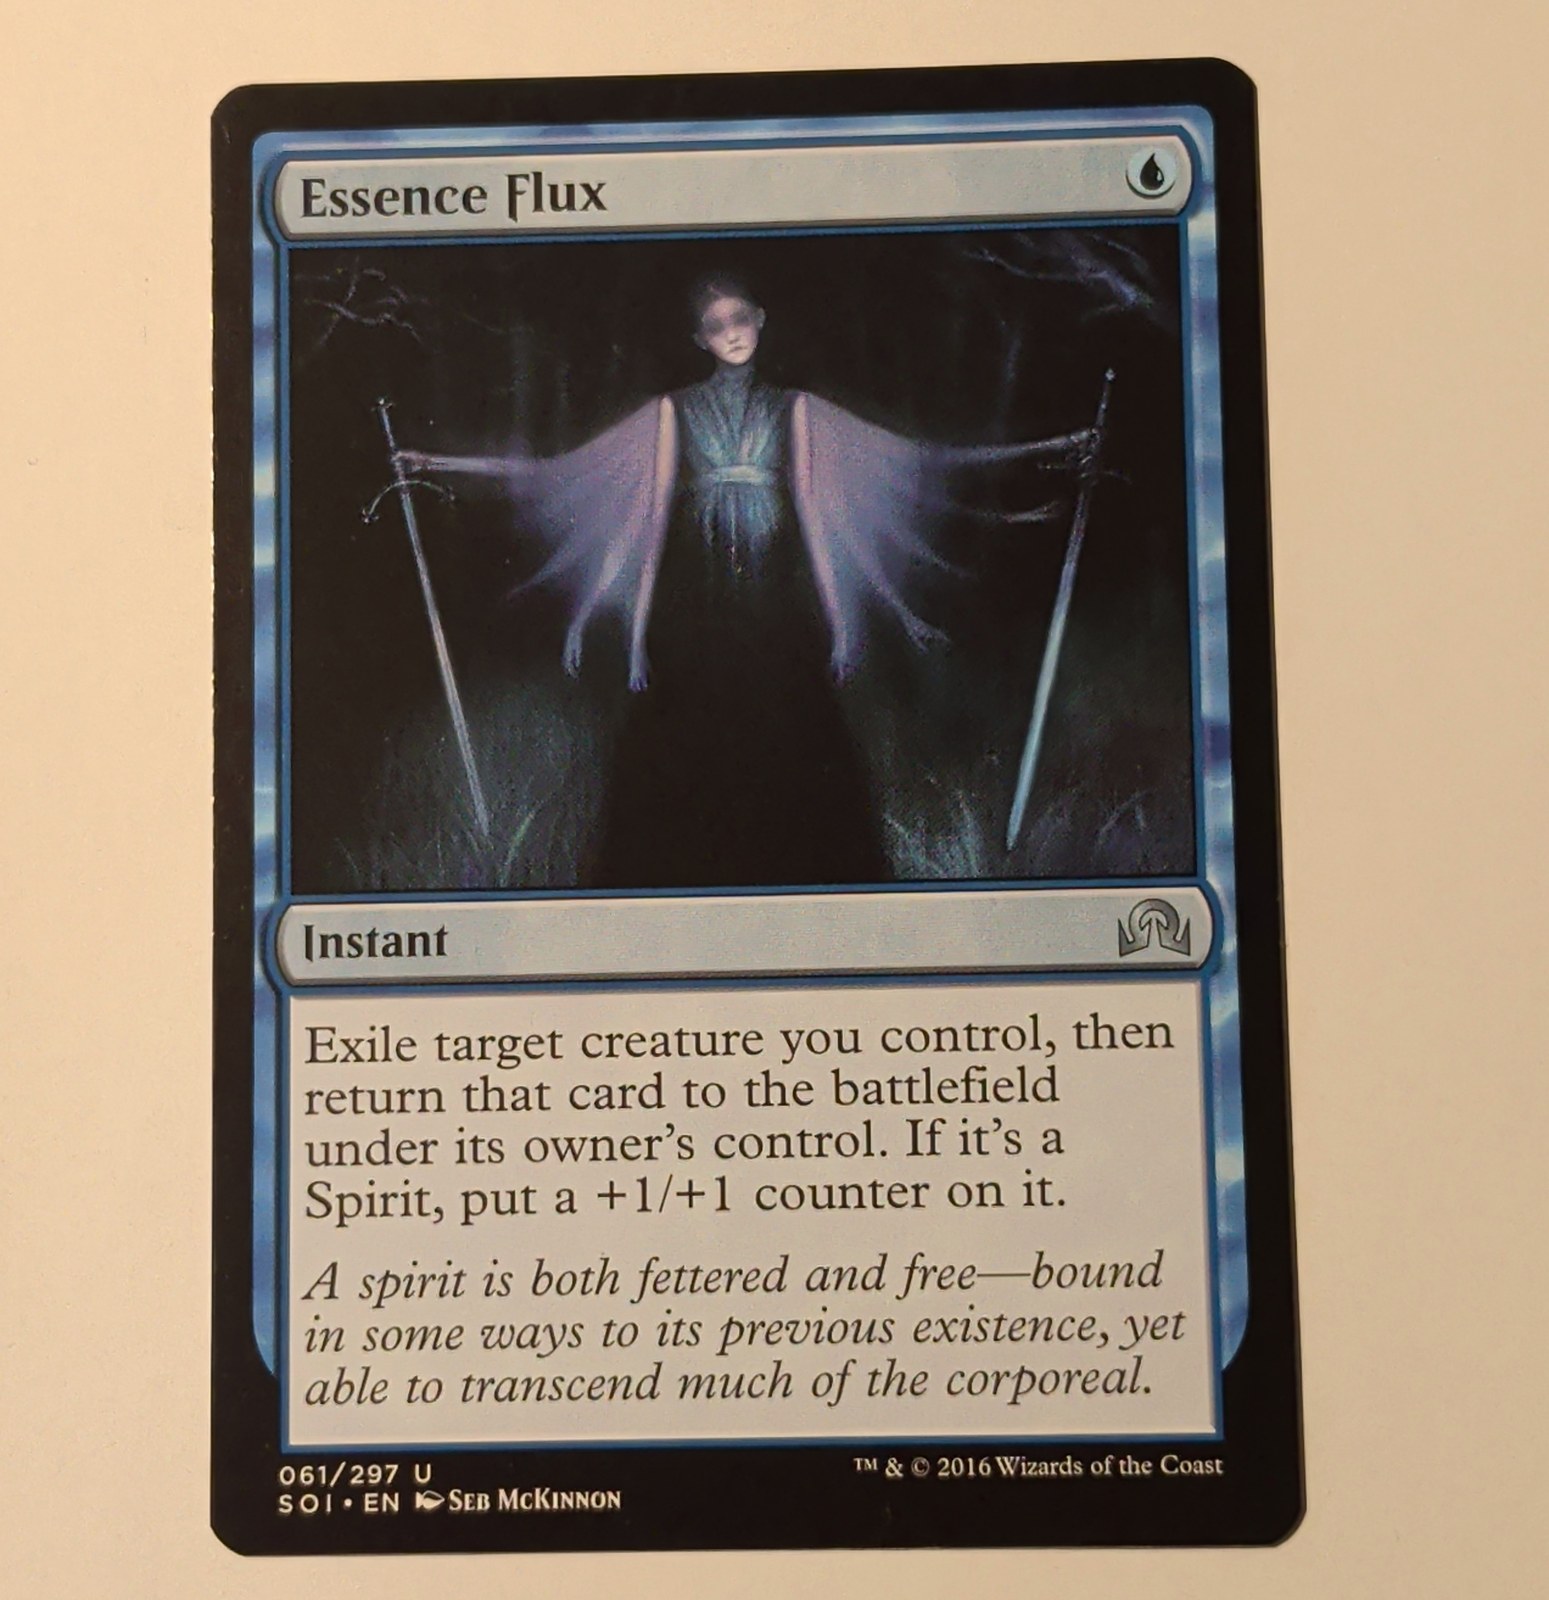 Essence Flux
Instant
Exile target creature you control, then
return that card to the battlefield
under its owner's control. If it's a
Spirit, put a +1/+1 counter on it.
A spirit is both fettered and free—bound
in some ways to its previous existence, yet
able to transcend much of the corporeal.
061/297 U
SOI • EN Seb McKinnon
™ & © 2016 Wizards of the Coast